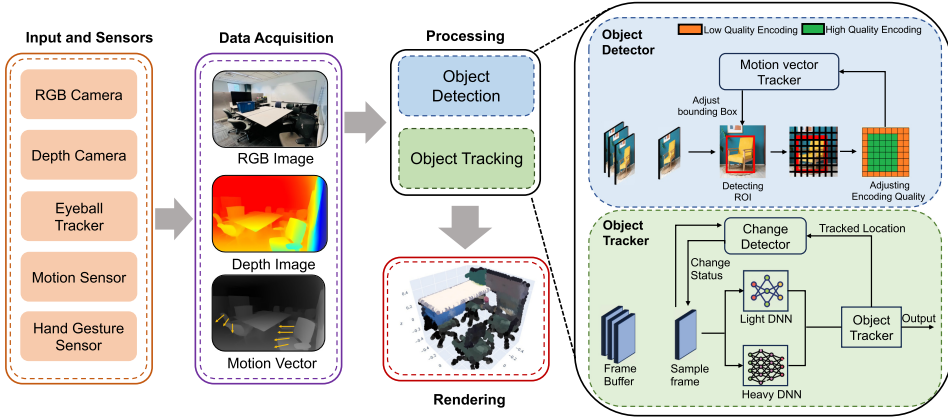 Input and Sensors
RGB Camera
Depth Camera
Eyeball
Tracker
Motion Sensor
Hand Gesture
Sensor
Data Acquisition
RGB Image
Depth Image
Motion Vector
Processing
Object
Detection
Object Tracking
Rendering
Object
Detector
Low Quality Encoding
High Quality Encoding
Motion vector
Tracker
Adjust
bounding Box
Detecting
ROI
Adjusting
Encoding Quality
Object
Tracker
Change
Detector
Tracked Location
Change
Status
Light DNN
Heavy DNN
Object
Tracker
Output
Frame
Buffer
Sample
frame